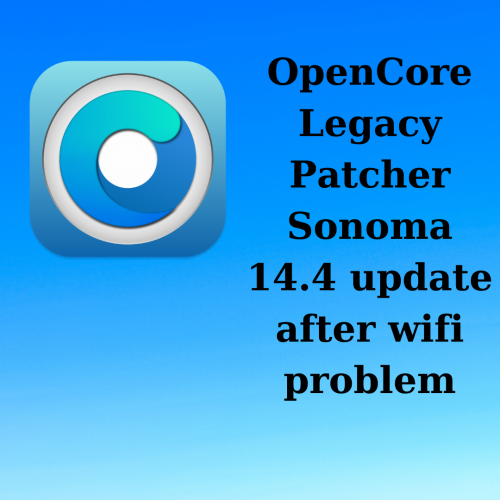 OpenCore
Legacy
Patcher
Sonoma
14.4 update
after wifi
problem